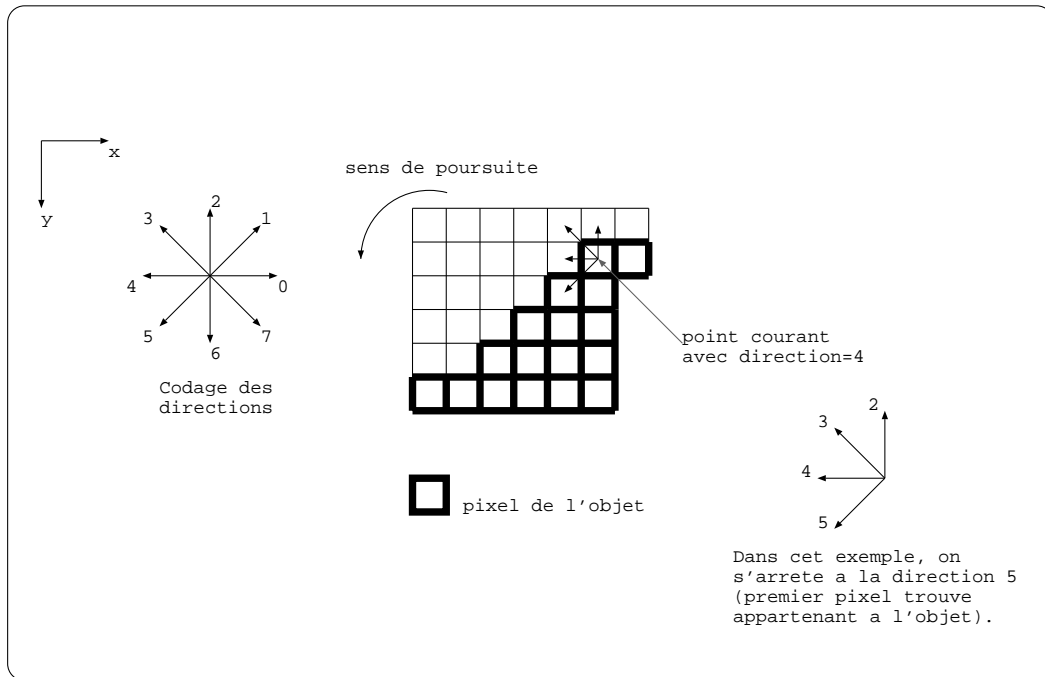 x
y
sens de poursuite
3
2
1
4
0
5
6
7
Codage des
directions
point courant
avec direction=4
pixel de l'objet
2
3
4
5
Dans cet exemple, on
s'arrete a la direction 5
(premier pixel trouve
appartenant a l'objet).